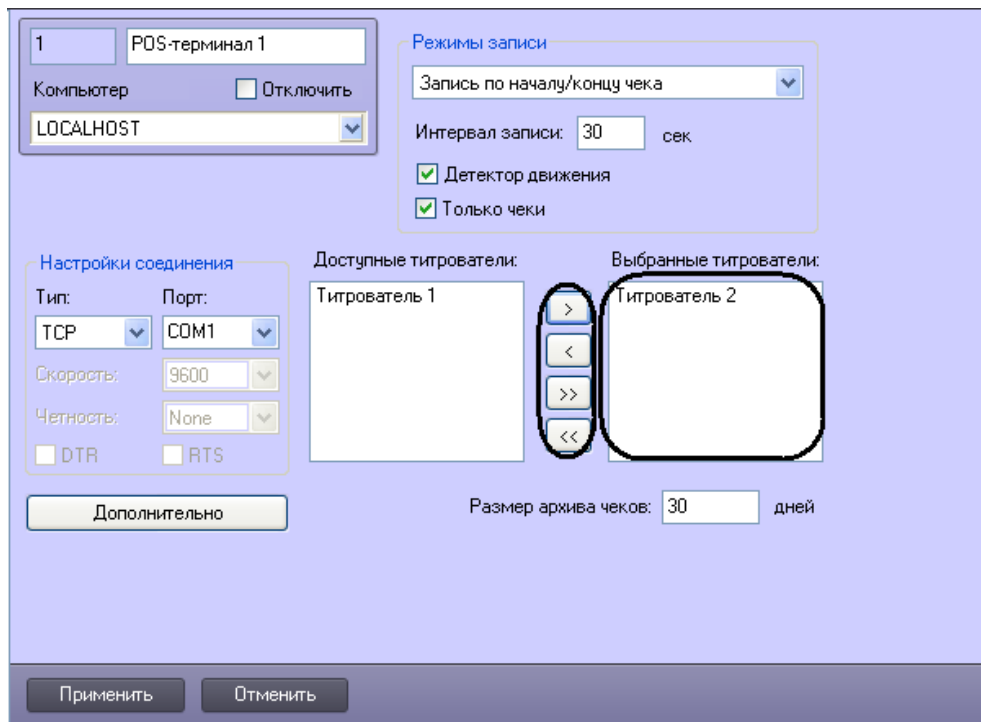 1
POS-терминал 1
Компьютер
Отключить
LOCALHOST
Режимы записи
Запись по началу/концу чека
Интервал записи: 30 сек
Детектор движения
Только чеки
Настройки соединения
Тип: Порт:
TCP COM1
Скорость: 9600
Четность: None
DTR RTS
Дополнительно
Доступные титрователи:
Титрователь 1
>
<
>>
<<
Выбранные титрователи:
Титрователь 2
Размер архива чеков: 30 дней
Применить Отменить